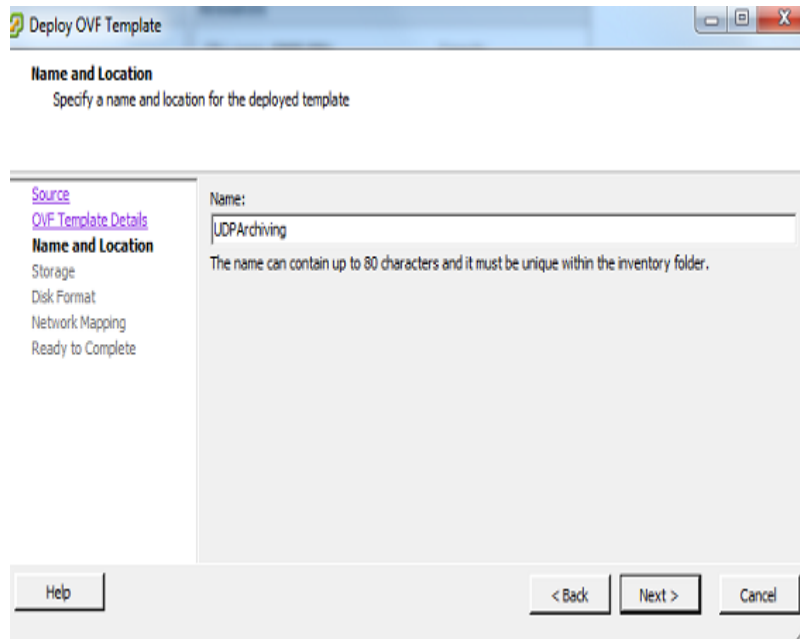 Deploy OVF Template
Name and Location
Specify a name and location for the deployed template
Source
OVF Template Details
Name and Location
Storage
Disk Format
Network Mapping
Ready to Complete
Name:
UDPArchiving
The name can contain up to 80 characters and it must be unique within the inventory folder.
Help
< Back
Next >
Cancel